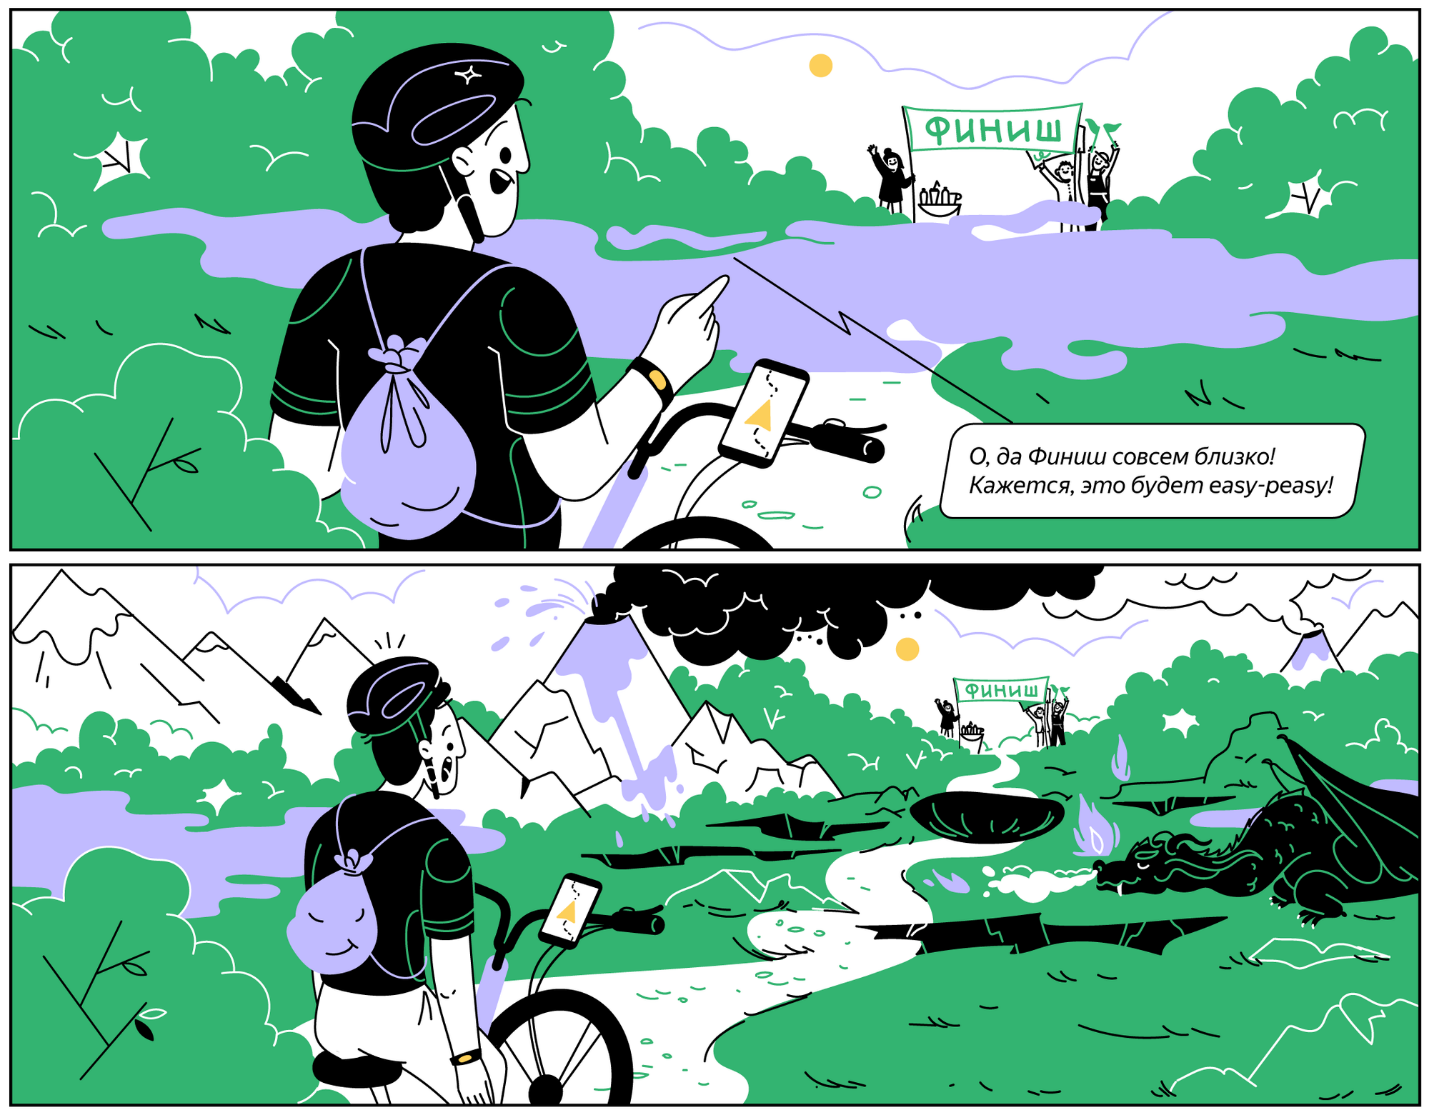 ФИНИШ
О, да Финиш совсем близко!
Кажется, это будет easy-peasy!
ФИНИШ